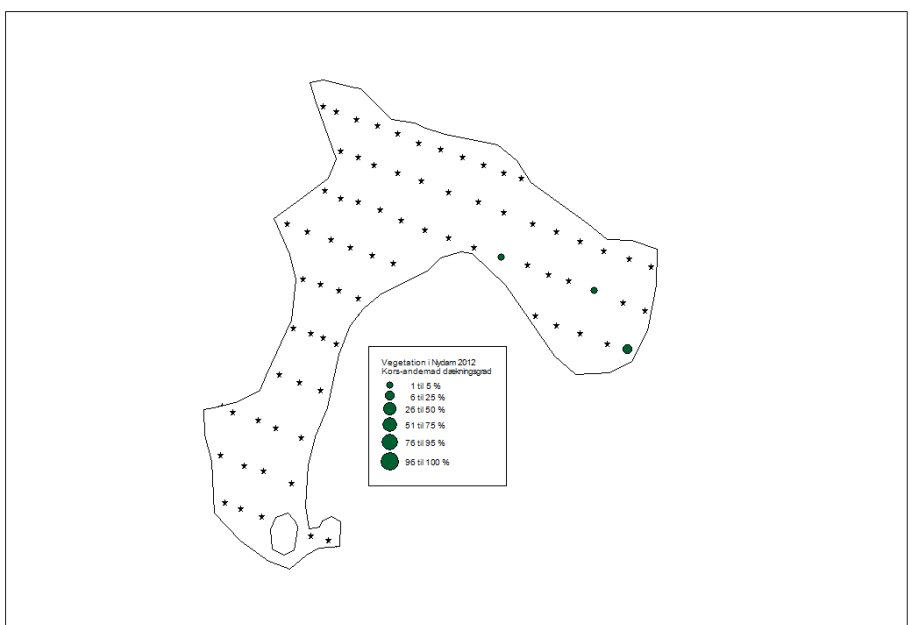 Vegetation i Nydam 2012
Kors-andemad dækningsgrad
1 til 5 %
6 til 25 %
26 til 50 %
51 til 75 %
76 til 95 %
96 til 100 %